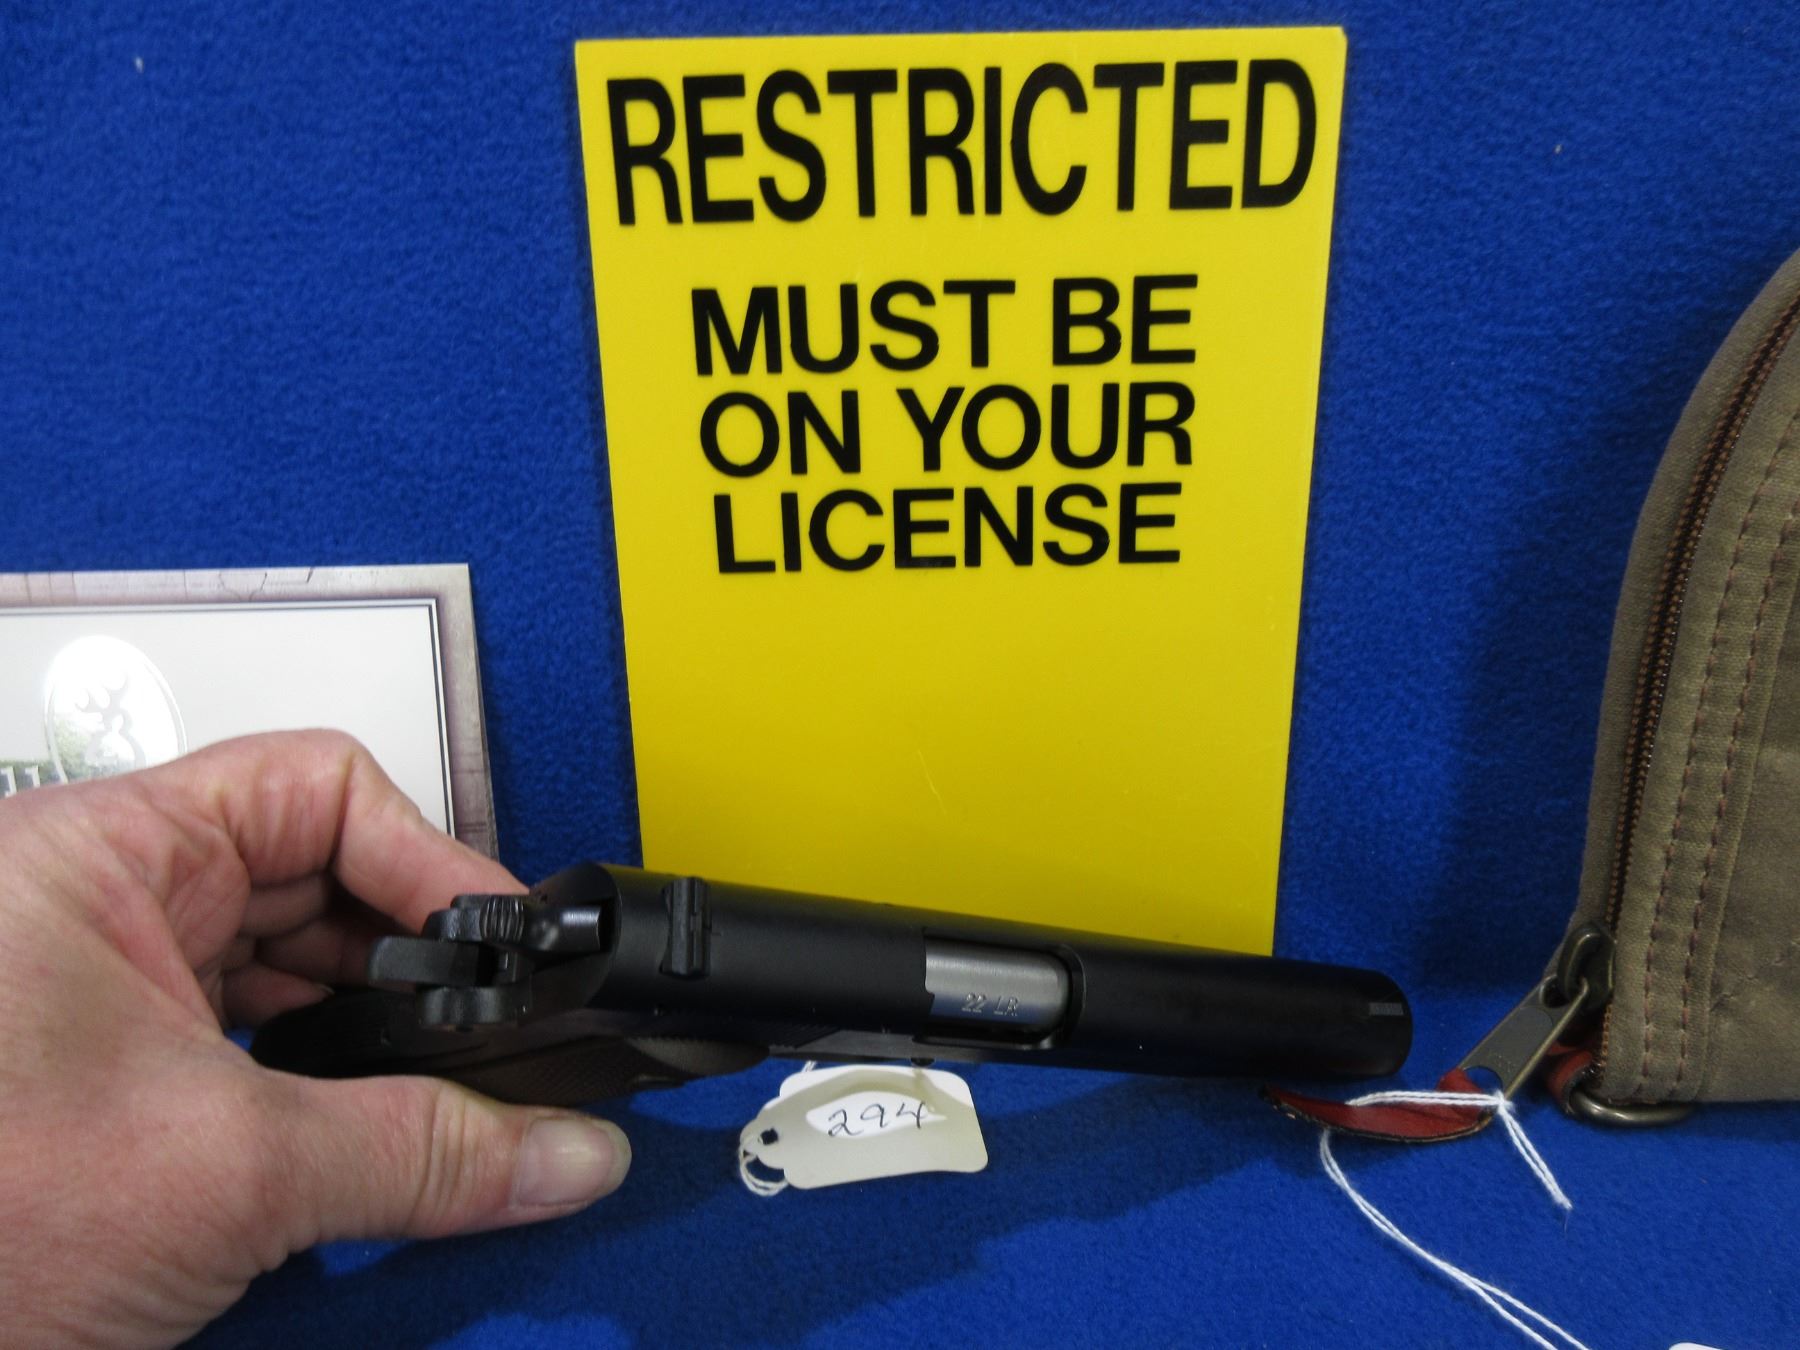 RESTRICTED
MUST BE
ON YOUR
LICENSE
22 LR
294